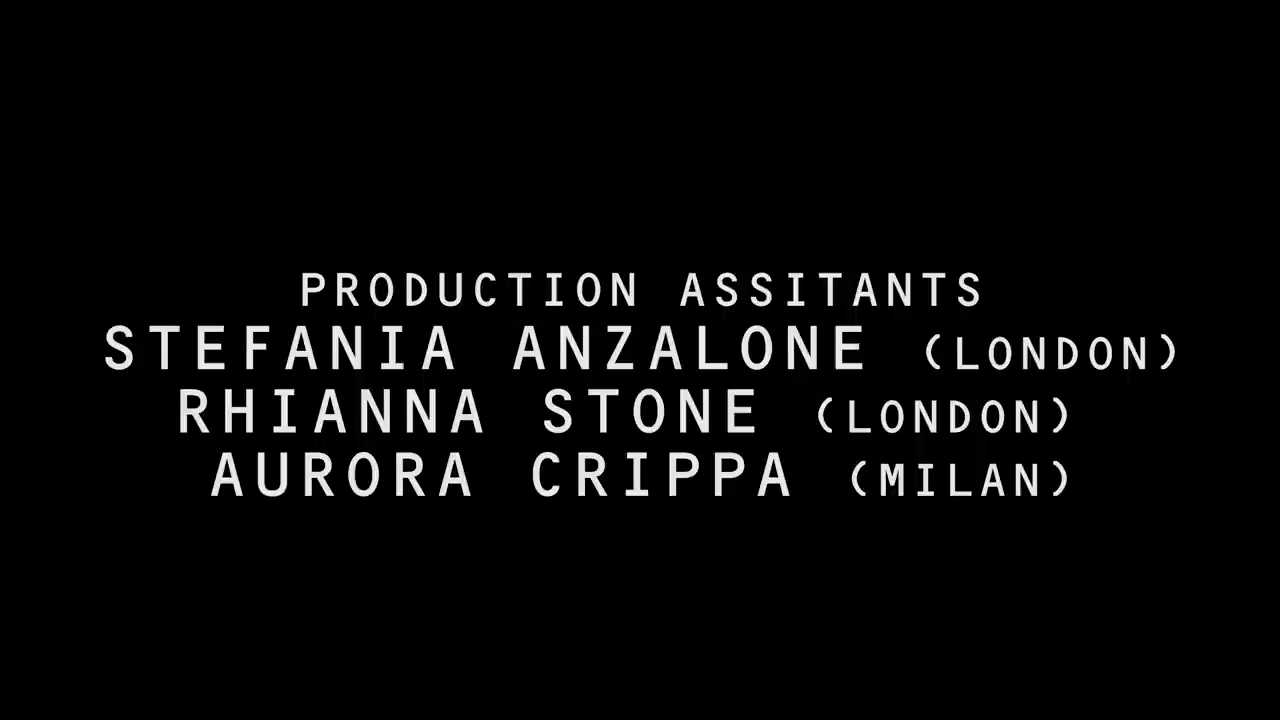 PRODUCTION ASSITANTS
STEFANIA ANZALONE (LONDON)
RHIANNA STONE (LONDON)
AURORA CRIPPA (MILAN)